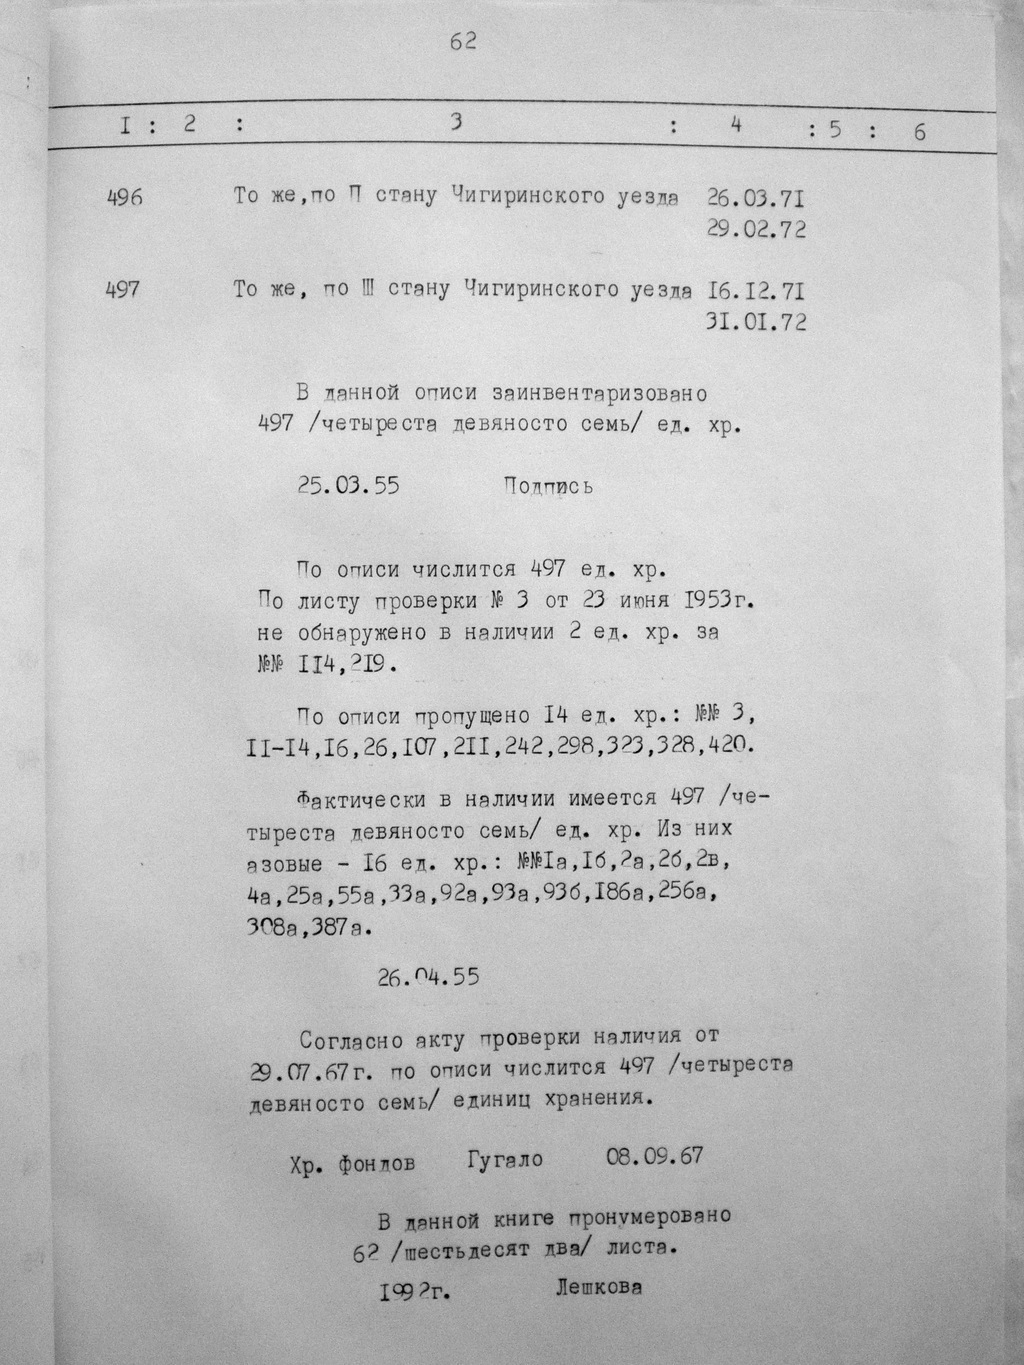 62
I : 2 : 3 : 4 : 5 : 6
496 То же,по П стану Чигиринского уезда 26.03.7I
29.02.72
497 То же, по Ш стану Чигиринского уезда I6.I2.7I
3I.0I.72
В данной описи заинвентаризовано
497 /четыреста девяносто семь/ ед. хр.
25.03.55 Подпись
По описи числится 497 ед. хр.
По листу проверки № 3 от 23 июня I953г.
не обнаружено в наличии 2 ед. хр. за
№№ II4,2I9.
По описи пропущено I4 ед. хр.: №№ 3,
II-I4,I6,26,I07,2II,242,298,323,328,420.
Фактически в наличии имеется 497 /че-
тыреста девяносто семь/ ед. хр. Из них
азовые - I6 ед. хр.: №№Iа,Iб,2а,2б,2в,
4а,25а,55а,33а,92а,93а,93б,I86а,256а,
308а,387а.
26.04.55
Согласно акту проверки наличия от
29.07.67г. по описи числится 497 /четыреста
девяносто семь/ единиц хранения.
Хр. фондов Гугало 08.09.67
В данной книге пронумеровано
62 /шестьдесят два/ листа.
I992г. Лешкова